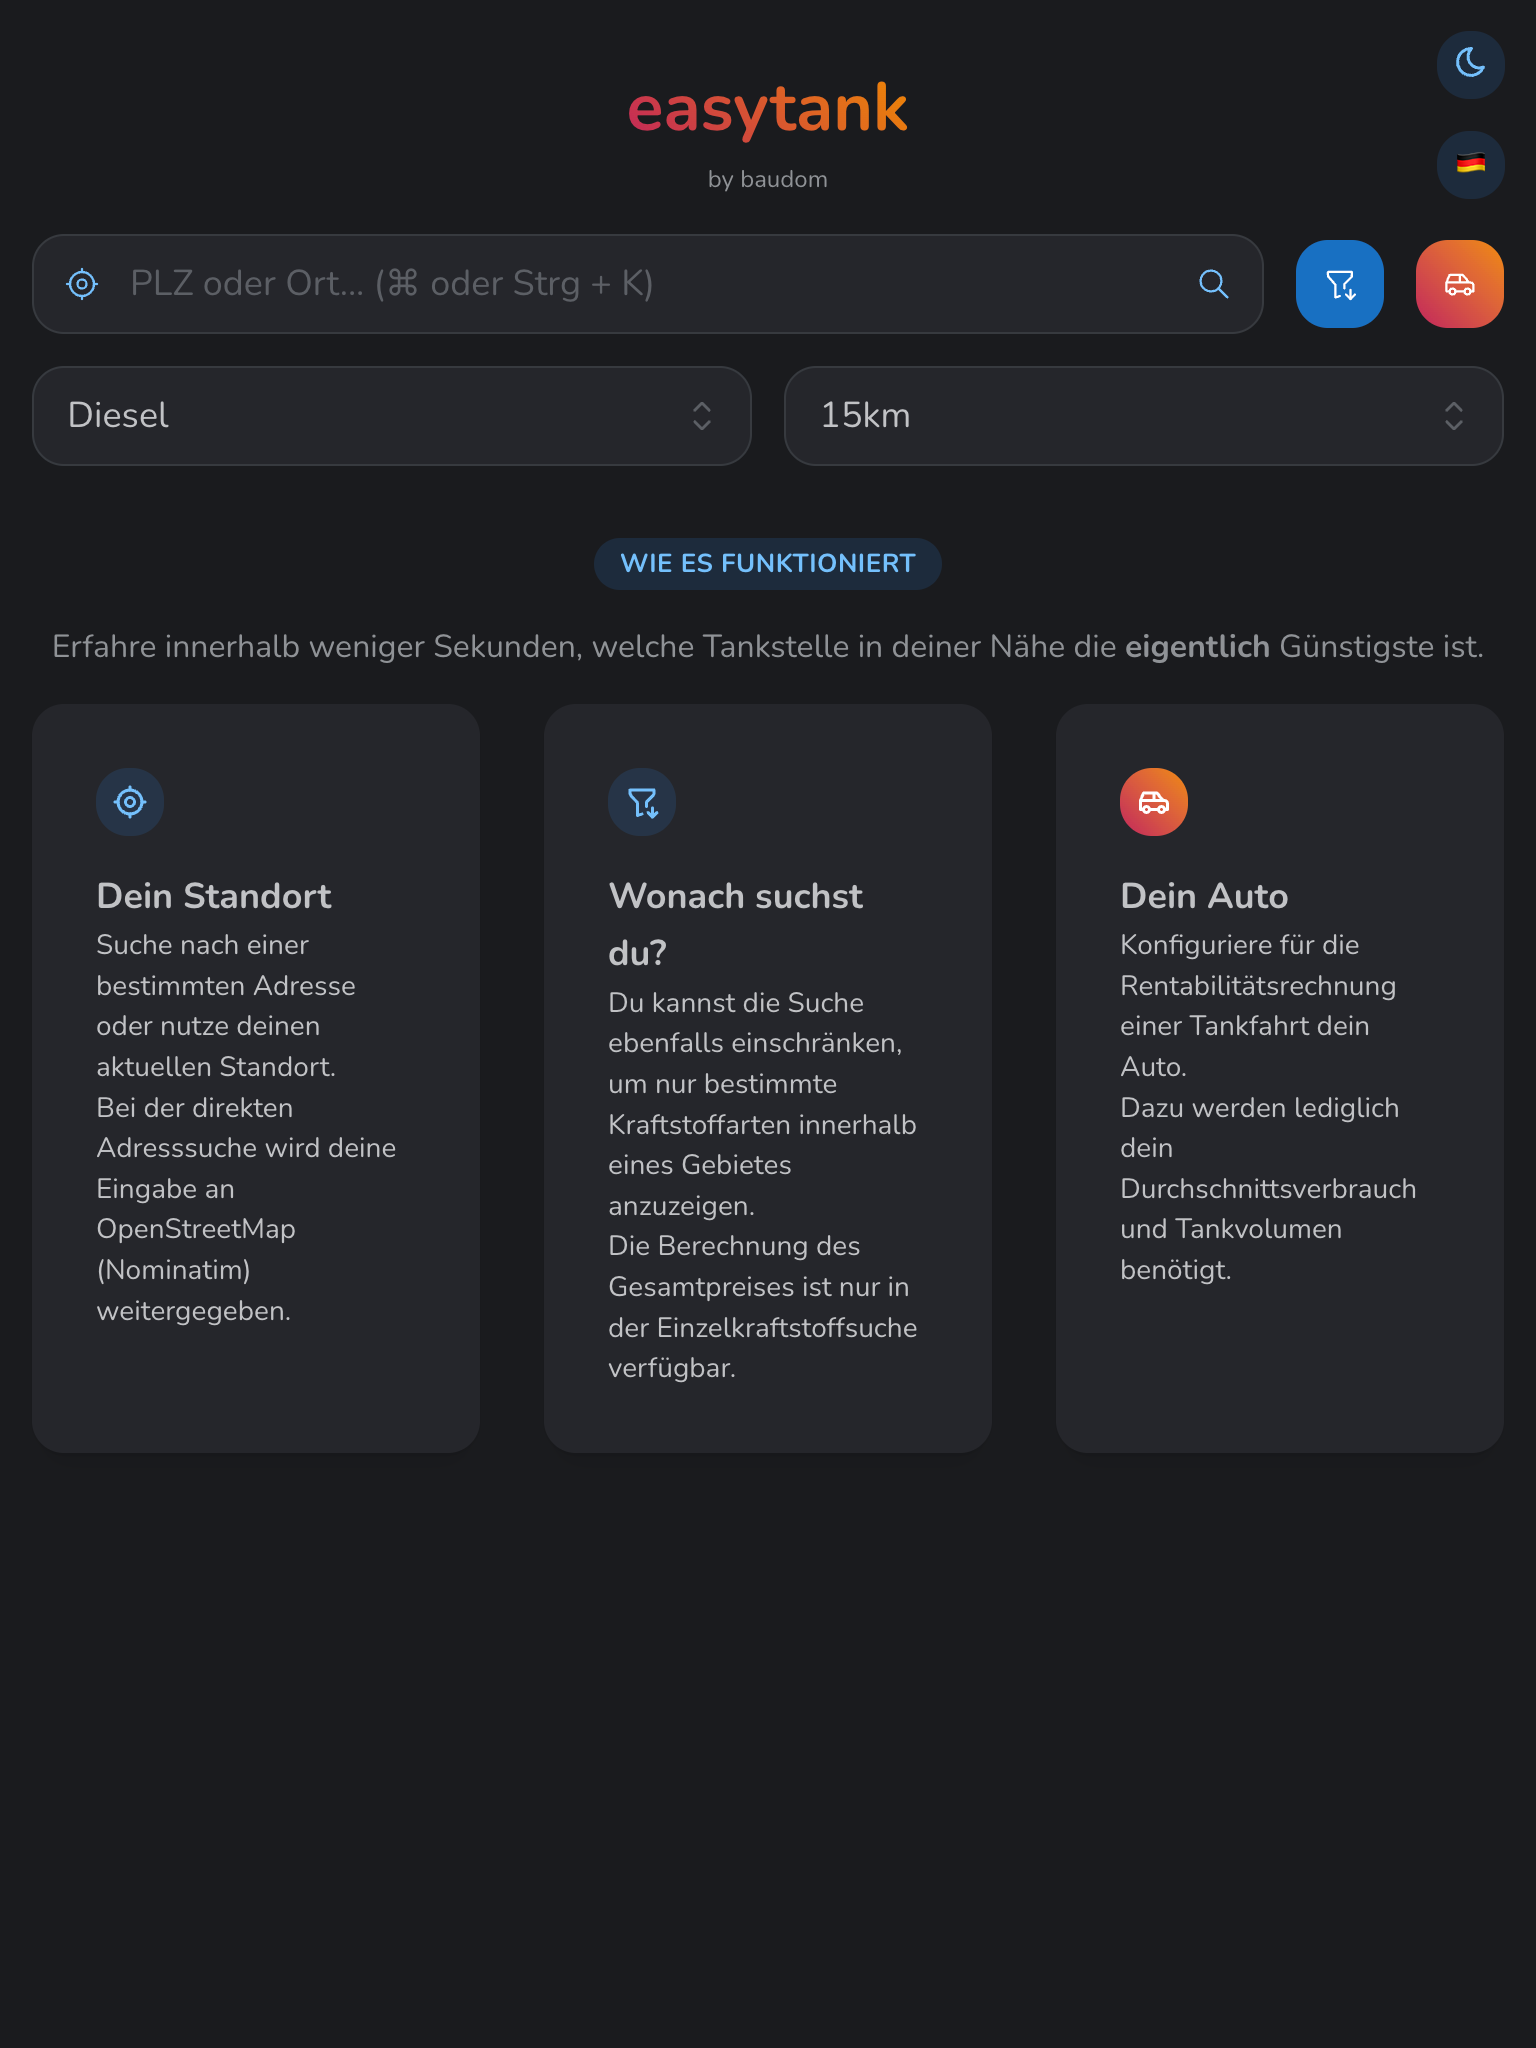 easytank
by baudom
PLZ oder Ort... (⌘ oder Strg + K)
Diesel
15km
WIE ES FUNKTIONIERT
Erfahre innerhalb weniger Sekunden, welche Tankstelle in deiner Nähe die eigentlich Günstigste ist.
Dein Standort
Suche nach einer
bestimmten Adresse
oder nutze deinen
aktuellen Standort.
Bei der direkten
Adresssuche wird deine
Eingabe an
OpenStreetMap
(Nominatim)
weitergegeben.
Wonach suchst
du?
Du kannst die Suche
ebenfalls einschränken,
um nur bestimmte
Kraftstoffarten innerhalb
eines Gebietes
anzuzeigen.
Die Berechnung des
Gesamtpreises ist nur in
der Einzelkraftstoffsuche
verfügbar.
Dein Auto
Konfiguriere für die
Rentabilitätsrechnung
einer Tankfahrt dein
Auto.
Dazu werden lediglich
dein
Durchschnittsverbrauch
und Tankvolumen
benötigt.